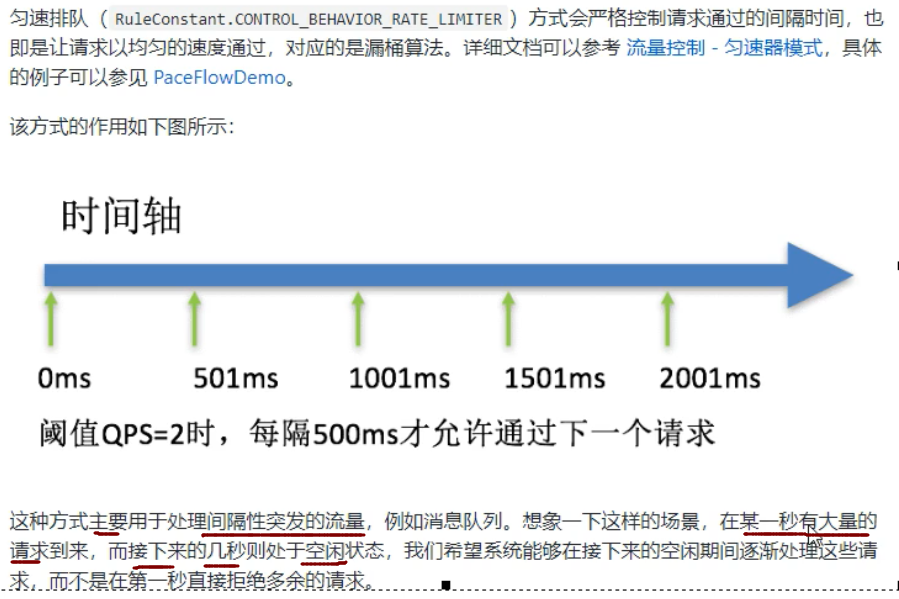 匀速排队（RuleConstant.CONTROL_BEHAVIOR_RATE_LIMITER）方式会严格控制请求通过的间隔时间，也
即是让请求以均匀的速度通过，对应的是漏桶算法。详细文档可以参考 流量控制 - 匀速器模式，具体
的例子可以参见 PaceFlowDemo。
该方式的作用如下图所示：
时间轴
0ms 501ms 1001ms 1501ms 2001ms
阈值QPS=2时，每隔500ms才允许通过下一个请求
这种方式主要用于处理间隔性突发的流量，例如消息队列。想象一下这样的场景，在某一秒有大量的
请求到来，而接下来的几秒则处于空闲状态，我们希望系统能够在接下来的空闲期间逐渐处理这些请
求，而不是在第一秒直接拒绝多余的请求。